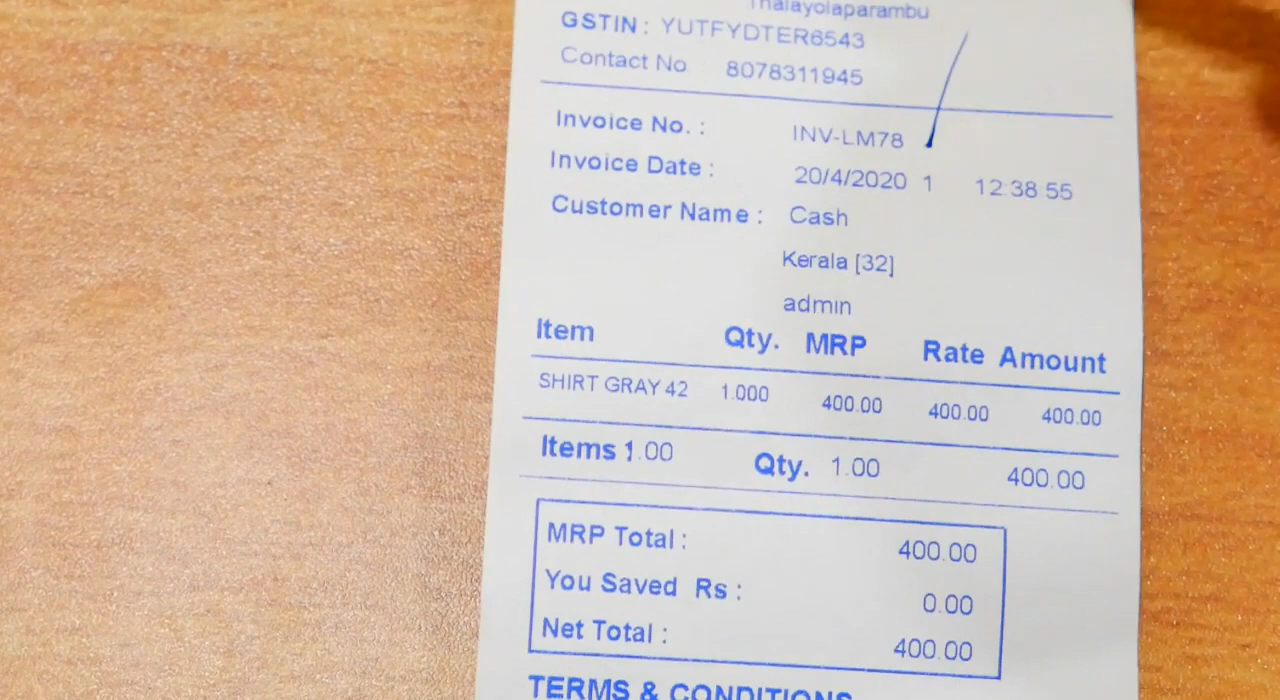 Thalayolaparambu
GSTIN : YUTFYDTER6543
Contact No 8078311945
Invoice No. : INV-LM78
Invoice Date : 20/4/2020 1 12:38:55
Customer Name : Cash
Kerala [32]
admin
Item Qty. MRP Rate Amount
SHIRT GRAY 42 1.000 400.00 400.00 400.00
Items 1.00 Qty. 1.00 400.00
MRP Total : 400.00
You Saved Rs : 0.00
Net Total : 400.00
TERMS & CONDITIONS